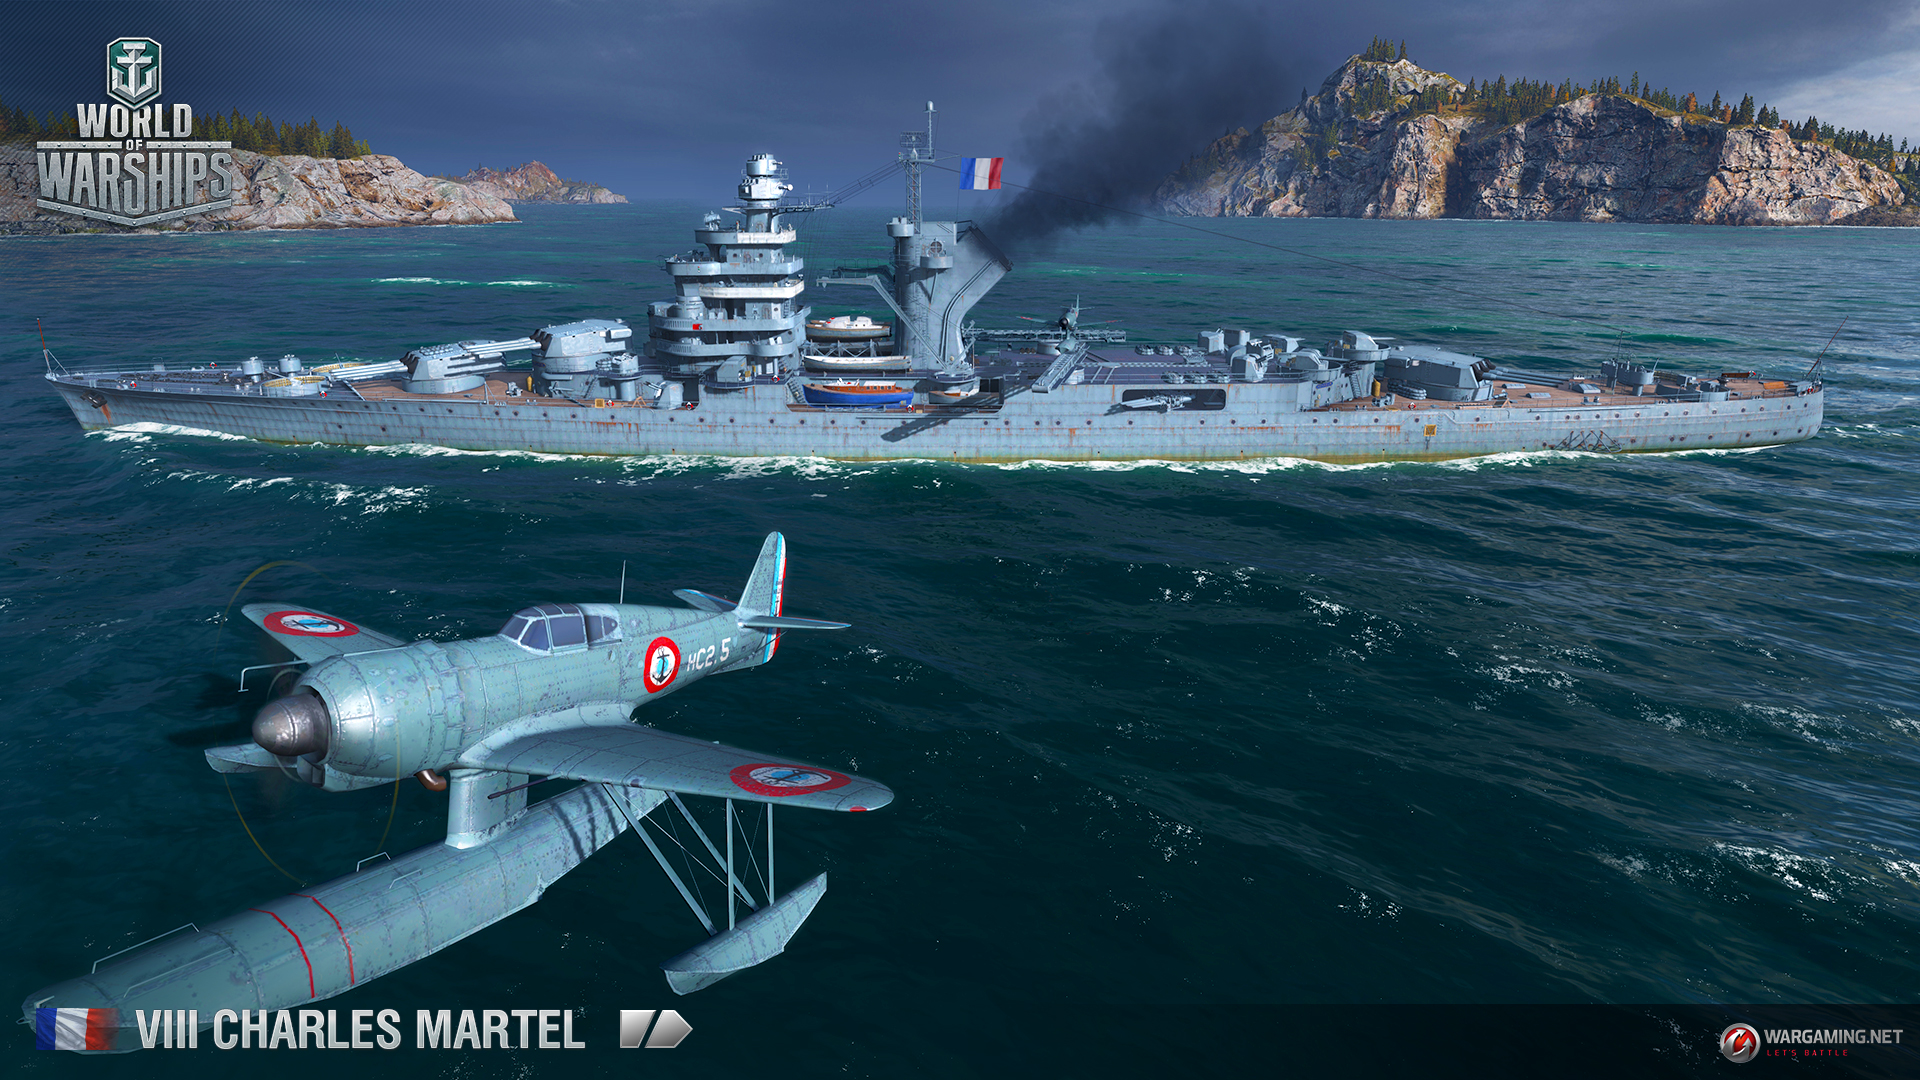 WORLD
OF
WARSHIPS
HC2.5
VIII CHARLES MARTEL
WARGAMING.NET
LET'S BATTLE